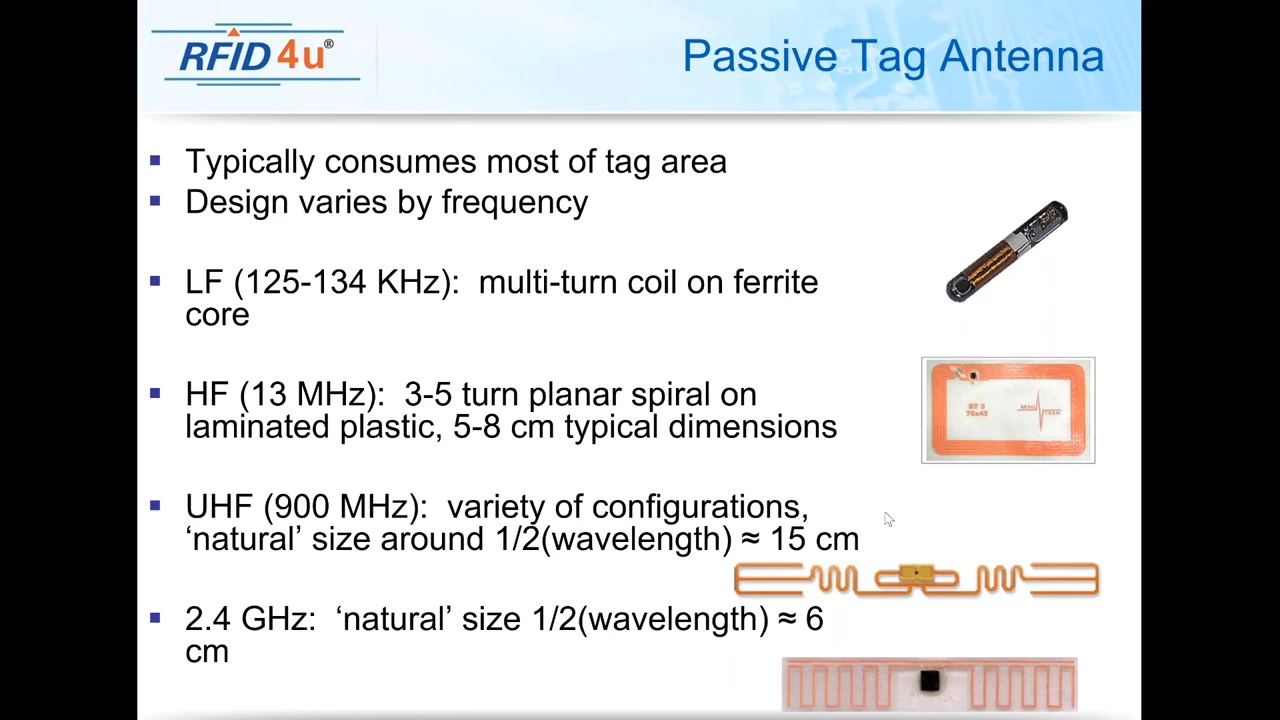 RFID4u®
Passive Tag Antenna
▪ Typically consumes most of tag area
▪ Design varies by frequency
▪ LF (125-134 KHz):  multi-turn coil on ferrite
core
▪ HF (13 MHz):  3-5 turn planar spiral on
laminated plastic, 5-8 cm typical dimensions
▪ UHF (900 MHz):  variety of configurations,
‘natural’ size around 1/2(wavelength) ≈ 15 cm
▪ 2.4 GHz:  ‘natural’ size 1/2(wavelength) ≈ 6
cm